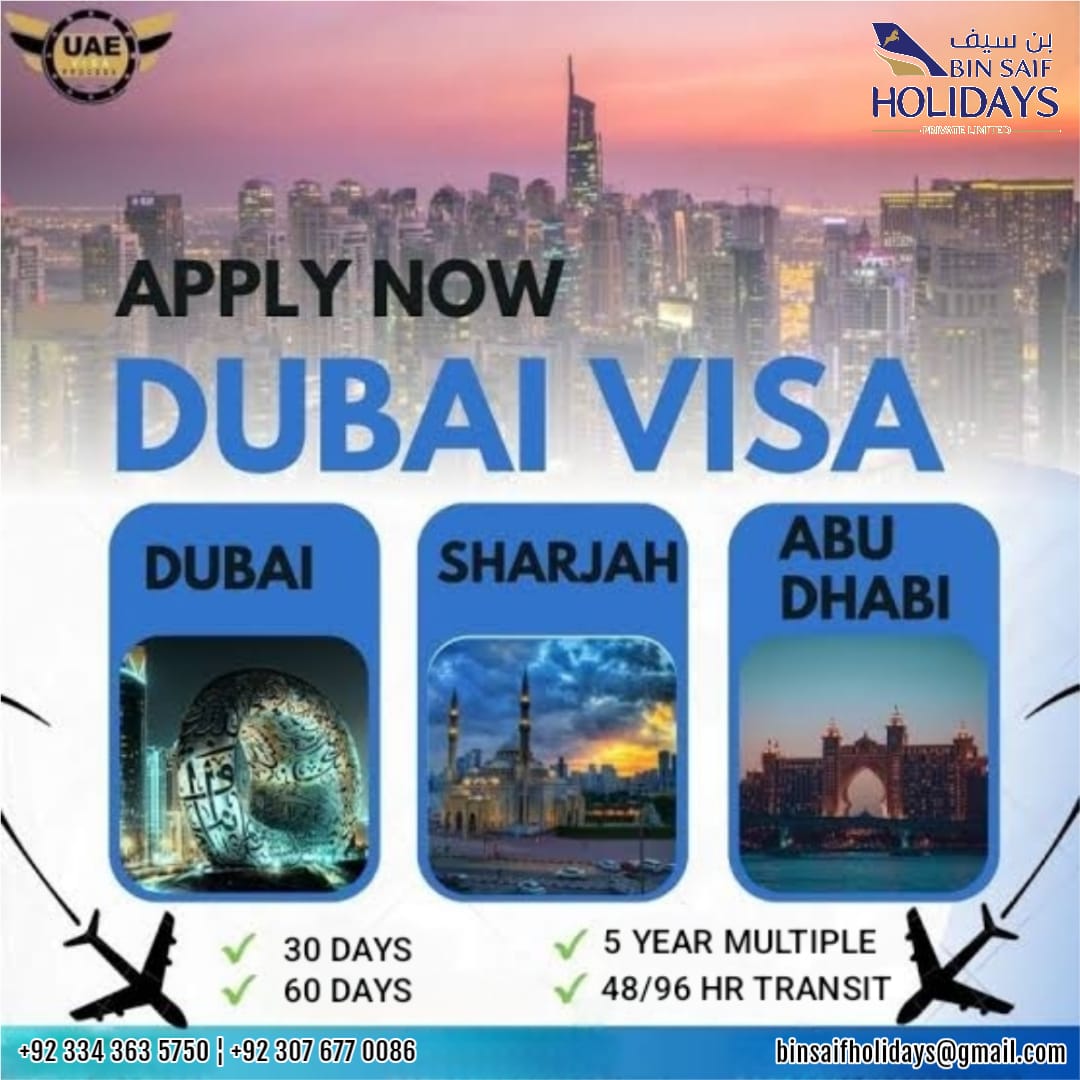 UAE
VISA
PROCESS
بن سيف
BIN SAIF
HOLIDAYS
PRIVATE LIMITED
APPLY NOW
DUBAI VISA
DUBAI
SHARJAH
ABU
DHABI
30 DAYS
60 DAYS
5 YEAR MULTIPLE
48/96 HR TRANSIT
+92 334 363 5750 | +92 307 677 0086
binsaifholidays@gmail.com